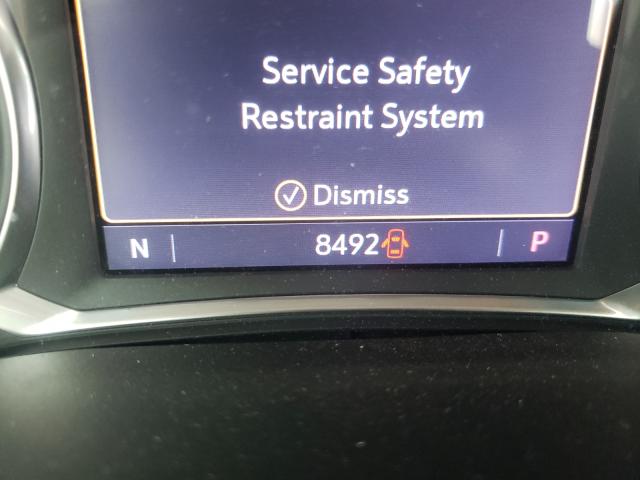 Service Safety
Restraint System
Dismiss
N 8492 P